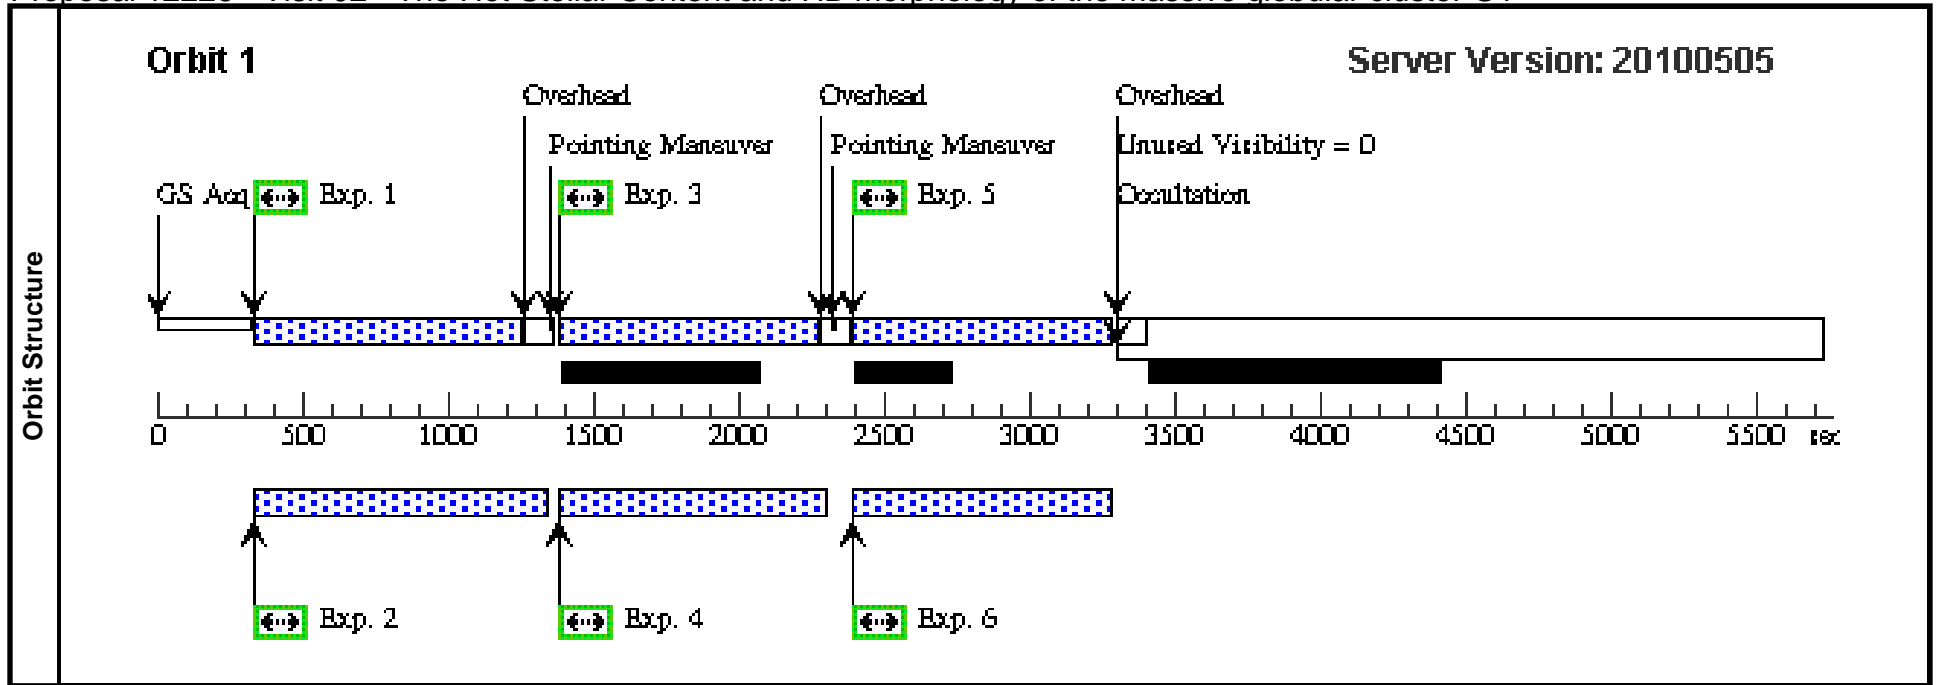 Orbit Structure
Orbit 1
Server Version: 20100505
Overhead
Overhead
Overhead
Pointing Maneuver
Pointing Maneuver
Unused Visibility = 0
GS Acq
Exp. 1
Exp. 3
Exp. 5
Occultation
0 500 1000 1500 2000 2500 3000 3500 4000 4500 5000 5500 sec
Exp. 2
Exp. 4
Exp. 6